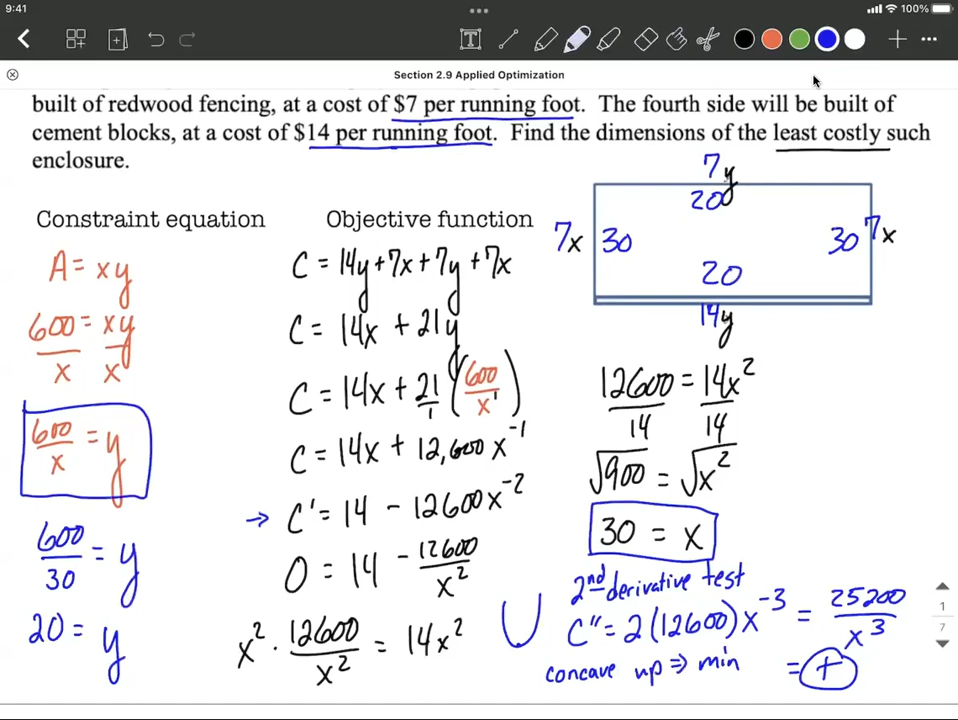 9:41
100%
Section 2.9 Applied Optimization
built of redwood fencing, at a cost of $7 per running foot. The fourth side will be built of
cement blocks, at a cost of $14 per running foot. Find the dimensions of the least costly such
enclosure.
Constraint equation
A = xy
600 = xy
x x
600/x = y
600/30 = y
20 = y
Objective function
C = 14y + 7x + 7y + 7x
C = 14x + 21y
C = 14x + 21/1 (600/x¹)
C = 14x + 12,600x⁻¹
→ C' = 14 - 12600x⁻²
0 = 14 - 12600/x²
x² · 12600/x² = 14x²
7y
20
7x 30 30 7x
20
14y
12600 = 14x²
14 14
√900 = √x²
30 = x
2nd derivative test
C'' = 2(12600)x⁻³ = 25200/x³
concave up ⇒ min = +
1
7